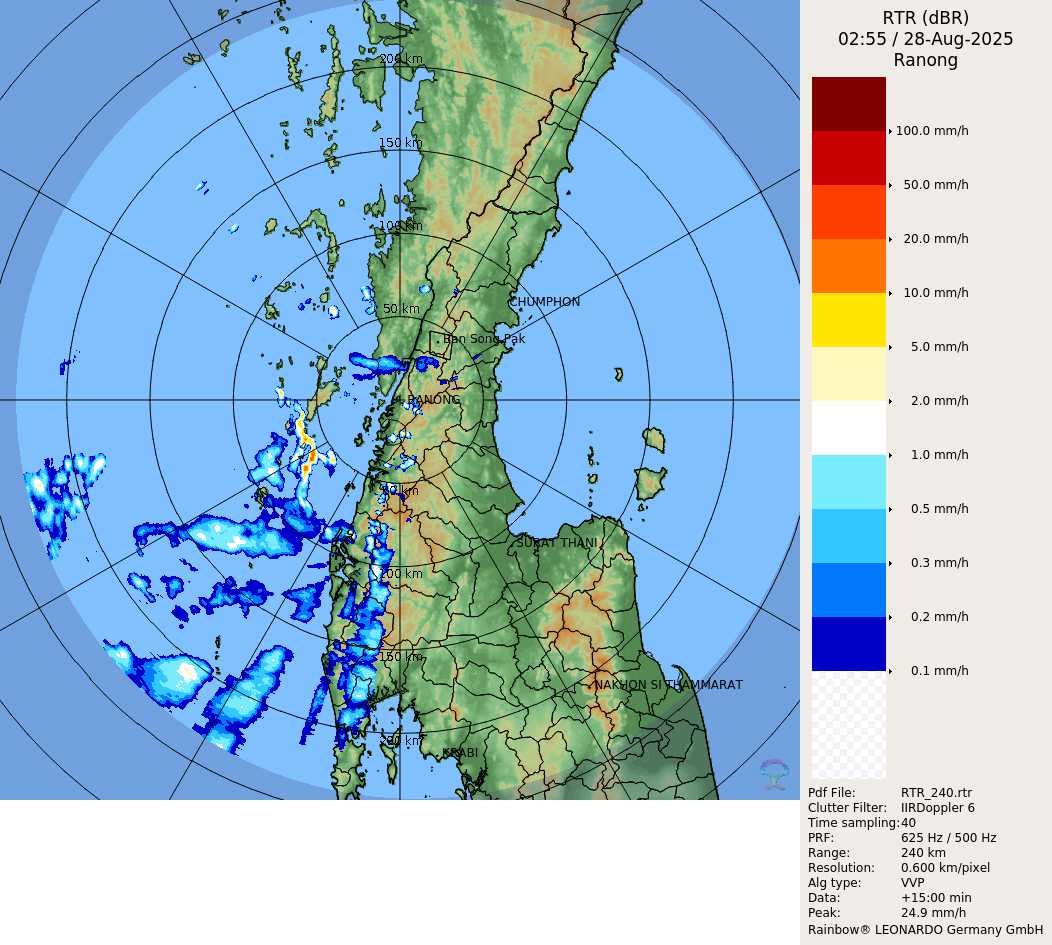 RTR (dBR)
02:55 / 28-Aug-2025
Ranong
100.0 mm/h
50.0 mm/h
20.0 mm/h
10.0 mm/h
5.0 mm/h
2.0 mm/h
1.0 mm/h
0.5 mm/h
0.3 mm/h
0.2 mm/h
0.1 mm/h
200 km
150 km
100 km
CHUMPHON
50 km
Ban Song Pak
RANONG
50 km
SURAT THANI
100 km
150 km
NAKHON SI THAMMARAT
200 km
KRABI
Pdf File: RTR_240.rtr
Clutter Filter: IIRDoppler 6
Time sampling:40
PRF: 625 Hz / 500 Hz
Range: 240 km
Resolution: 0.600 km/pixel
Alg type: VVP
Data: +15:00 min
Peak: 24.9 mm/h
Rainbow® LEONARDO Germany GmbH